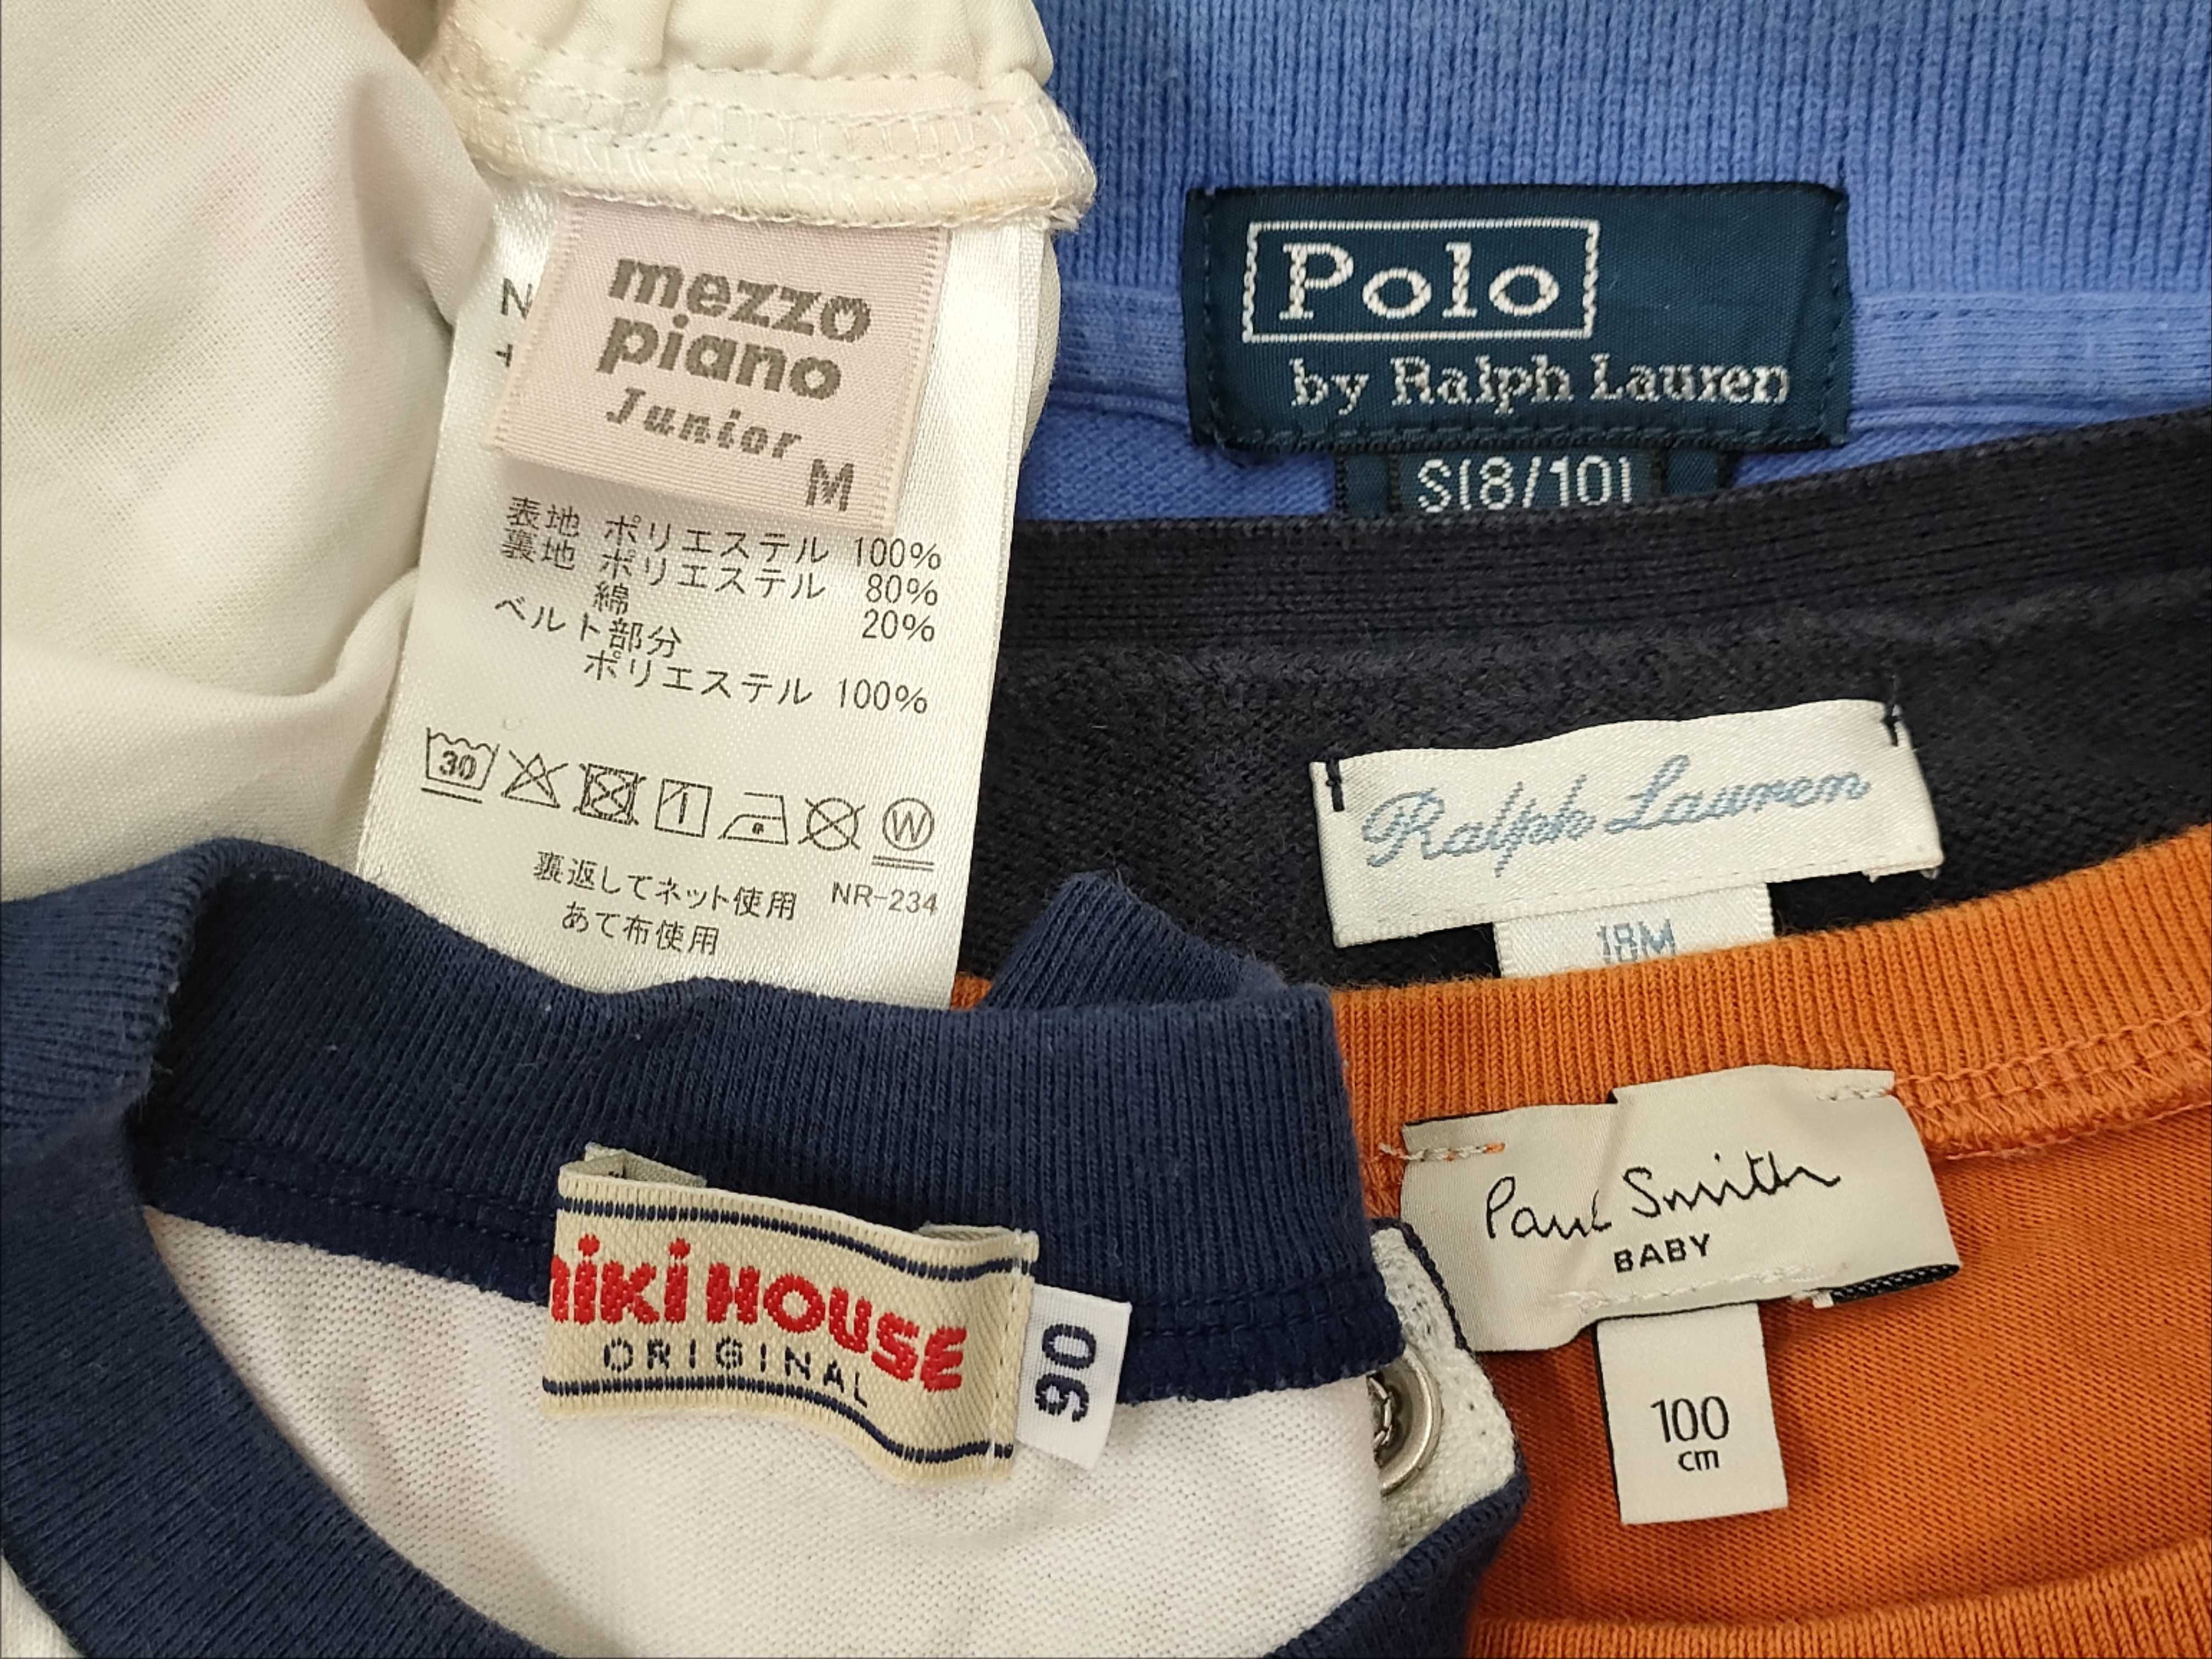 mezzo
piano
Junior
M
表地 ポリエステル 100%
裏地 ポリエステル 80%
綿 20%
ベルト部分
ポリエステル 100%
30
1
W
裏返してネット使用 NR-234
あて布使用
Polo
by Ralph Lauren
S(8/10)
Ralph Lauren
18M
miki HOUSE
ORIGINAL
90
Paul Smith
BABY
100
cm